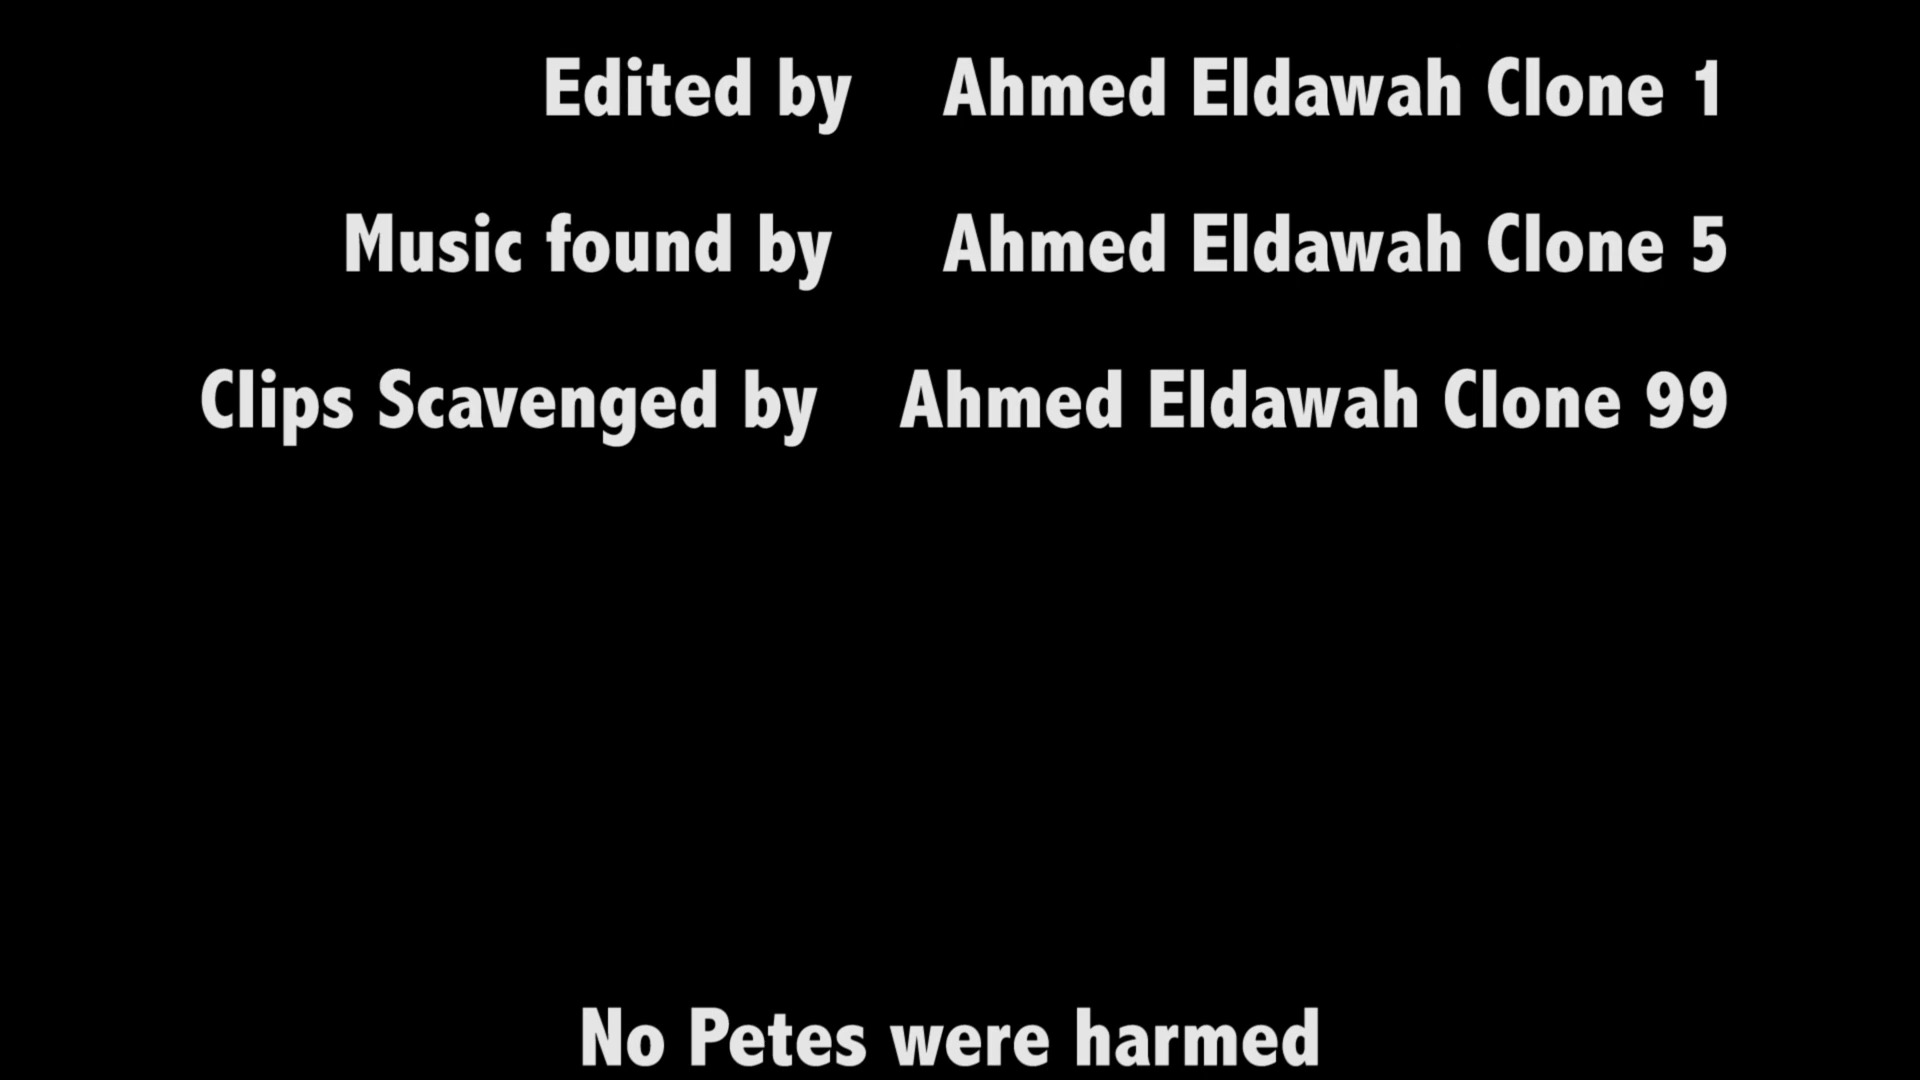 Edited by Ahmed Eldawah Clone 1
Music found by Ahmed Eldawah Clone 5
Clips Scavenged by Ahmed Eldawah Clone 99
No Petes were harmed